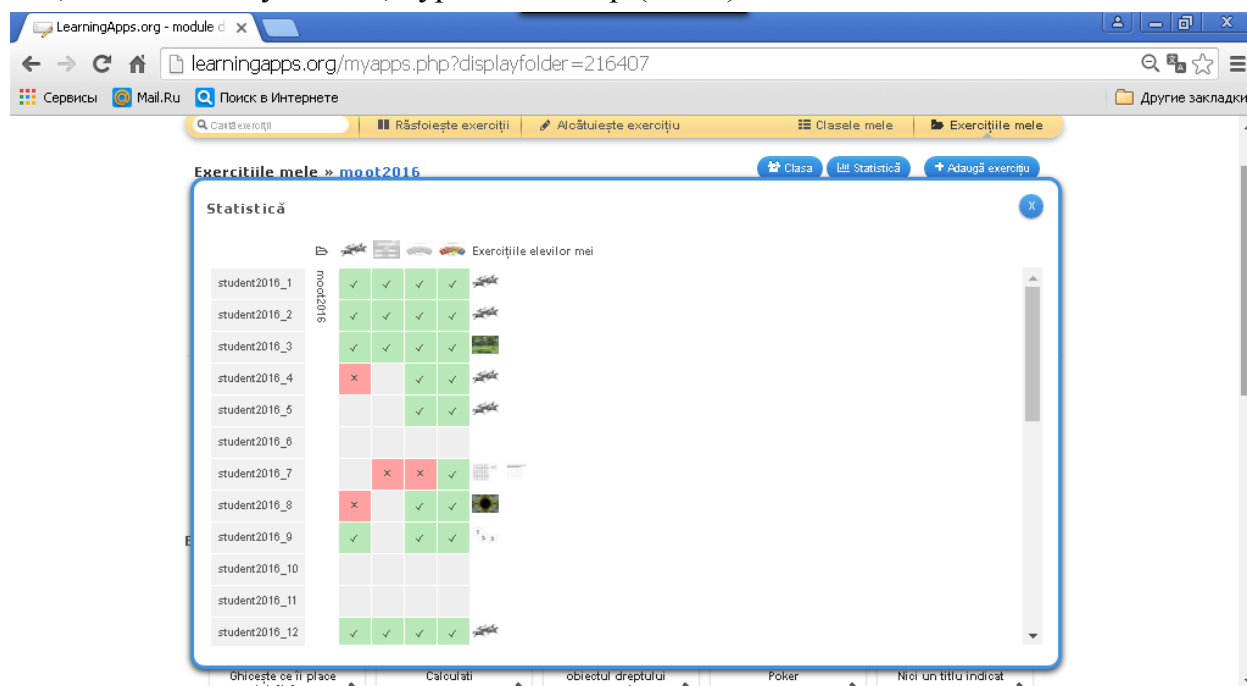 LearningApps.org - module d
learningapps.org/myapps.php?displayfolder=216407
Сервисы Mail.Ru Поиск в Интернете Другие закладки
Caută exerciții Răsfoiește exerciții Alcătuiește exercițiu Clasele mele Exercițiile mele
Exercițiile mele » moot2016 Clasa Statistică + Adaugă exercițiu
Statistică X
Exercițiile elevilor mei
moot2016
student2016_1
student2016_2
student2016_3
student2016_4
student2016_5
student2016_6
student2016_7
student2016_8
student2016_9
student2016_10
student2016_11
student2016_12
Ghicește ce îi place Calculati obiectul dreptului Poker Nici un titlu indicat